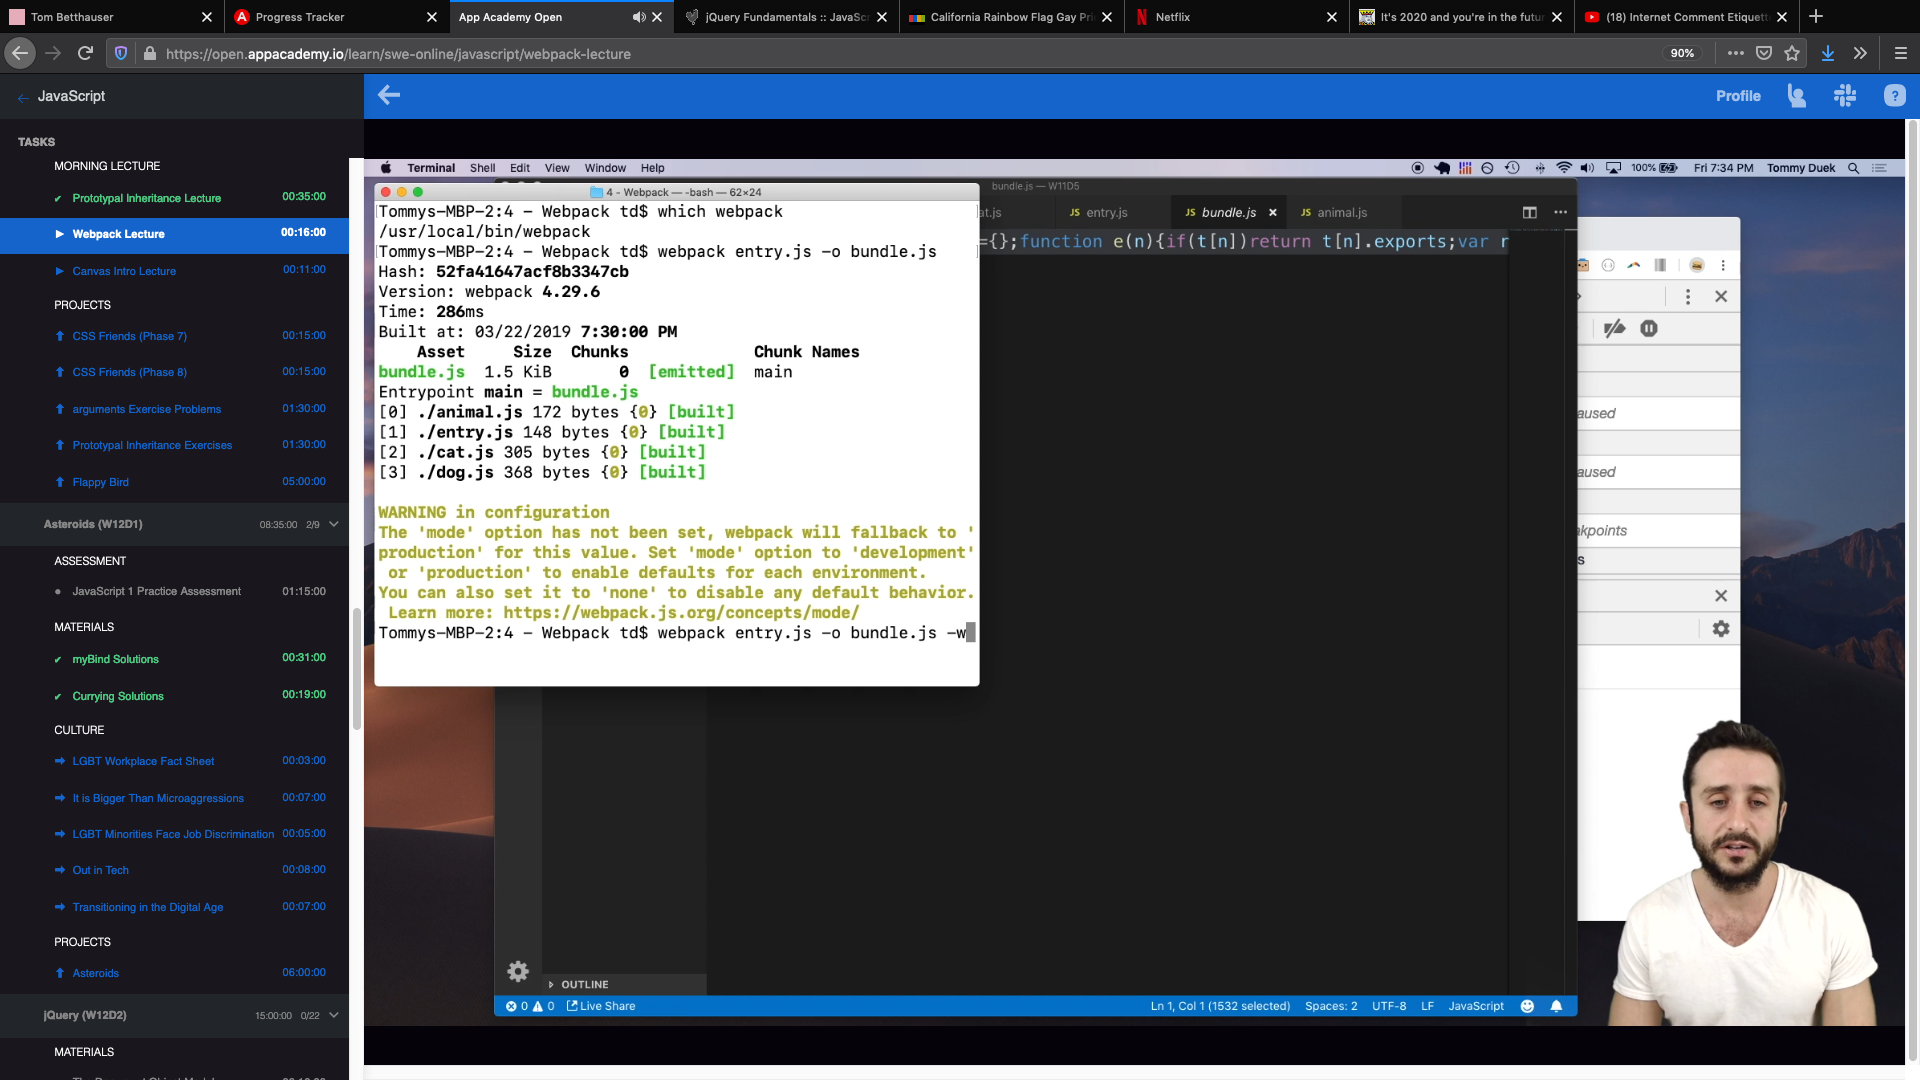 Tom Betthauser
Progress Tracker
App Academy Open
jQuery Fundamentals :: JavaSc
California Rainbow Flag Gay Pri
Netflix
It's 2020 and you're in the futu
(18) Internet Comment Etiquett
https://open.appacademy.io/learn/swe-online/javascript/webpack-lecture
90%
← JavaScript
Profile
TASKS
MORNING LECTURE
Prototypal Inheritance Lecture 00:35:00
Webpack Lecture 00:16:00
Canvas Intro Lecture 00:11:00
PROJECTS
CSS Friends (Phase 7) 00:15:00
CSS Friends (Phase 8) 00:15:00
arguments Exercise Problems 01:30:00
Prototypal Inheritance Exercises 01:30:00
Flappy Bird 05:00:00
Asteroids (W12D1) 08:35:00 2/9
ASSESSMENT
JavaScript 1 Practice Assessment 01:15:00
MATERIALS
myBind Solutions 00:31:00
Currying Solutions 00:19:00
CULTURE
LGBT Workplace Fact Sheet 00:03:00
It is Bigger Than Microaggressions 00:07:00
LGBT Minorities Face Job Discrimination 00:05:00
Out in Tech 00:08:00
Transitioning in the Digital Age 00:07:00
PROJECTS
Asteroids 06:00:00
jQuery (W12D2) 15:00:00 0/22
MATERIALS
Terminal Shell Edit View Window Help
100% Fri 7:34 PM Tommy Duek
4 - Webpack — -bash — 62×24
Tommys-MBP-2:4 - Webpack td$ which webpack
/usr/local/bin/webpack
Tommys-MBP-2:4 - Webpack td$ webpack entry.js -o bundle.js
Hash: 52fa41647acf8b3347cb
Version: webpack 4.29.6
Time: 286ms
Built at: 03/22/2019 7:30:00 PM
Asset Size Chunks Chunk Names
bundle.js 1.5 KiB 0 [emitted] main
Entrypoint main = bundle.js
[0] ./animal.js 172 bytes {0} [built]
[1] ./entry.js 148 bytes {0} [built]
[2] ./cat.js 305 bytes {0} [built]
[3] ./dog.js 368 bytes {0} [built]
WARNING in configuration
The 'mode' option has not been set, webpack will fallback to '
production' for this value. Set 'mode' option to 'development'
or 'production' to enable defaults for each environment.
You can also set it to 'none' to disable any default behavior.
Learn more: https://webpack.js.org/concepts/mode/
Tommys-MBP-2:4 - Webpack td$ webpack entry.js -o bundle.js -w
bundle.js — W11D5
at.js
JS entry.js
JS bundle.js
JS animal.js
={};function e(n){if(t[n])return t[n].exports;var r
aused
aused
akpoints
s
OUTLINE
0 0 Live Share
Ln 1, Col 1 (1532 selected) Spaces: 2 UTF-8 LF JavaScript